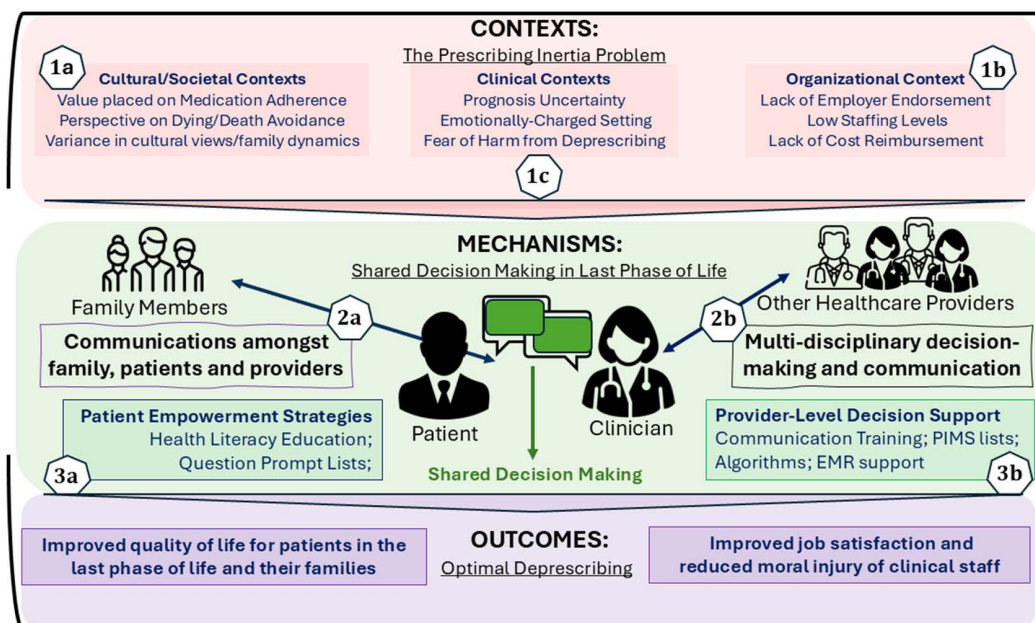 CONTEXTS:
The Prescribing Inertia Problem
1a
Cultural/Societal Contexts
Value placed on Medication Adherence
Perspective on Dying/Death Avoidance
Variance in cultural views/family dynamics
Clinical Contexts
Prognosis Uncertainty
Emotionally-Charged Setting
Fear of Harm from Deprescribing
1c
Organizational Context
1b
Lack of Employer Endorsement
Low Staffing Levels
Lack of Cost Reimbursement
MECHANISMS:
Shared Decision Making in Last Phase of Life
Family Members
2a
Communications amongst
family, patients and providers
Patient
Clinician
Other Healthcare Providers
2b
Multi-disciplinary decision-
making and communication
Patient Empowerment Strategies
Health Literacy Education;
Question Prompt Lists;
3a
Shared Decision Making
Provider-Level Decision Support
Communication Training; PIMS lists;
Algorithms; EMR support
3b
OUTCOMES:
Optimal Deprescribing
Improved quality of life for patients in the
last phase of life and their families
Improved job satisfaction and
reduced moral injury of clinical staff